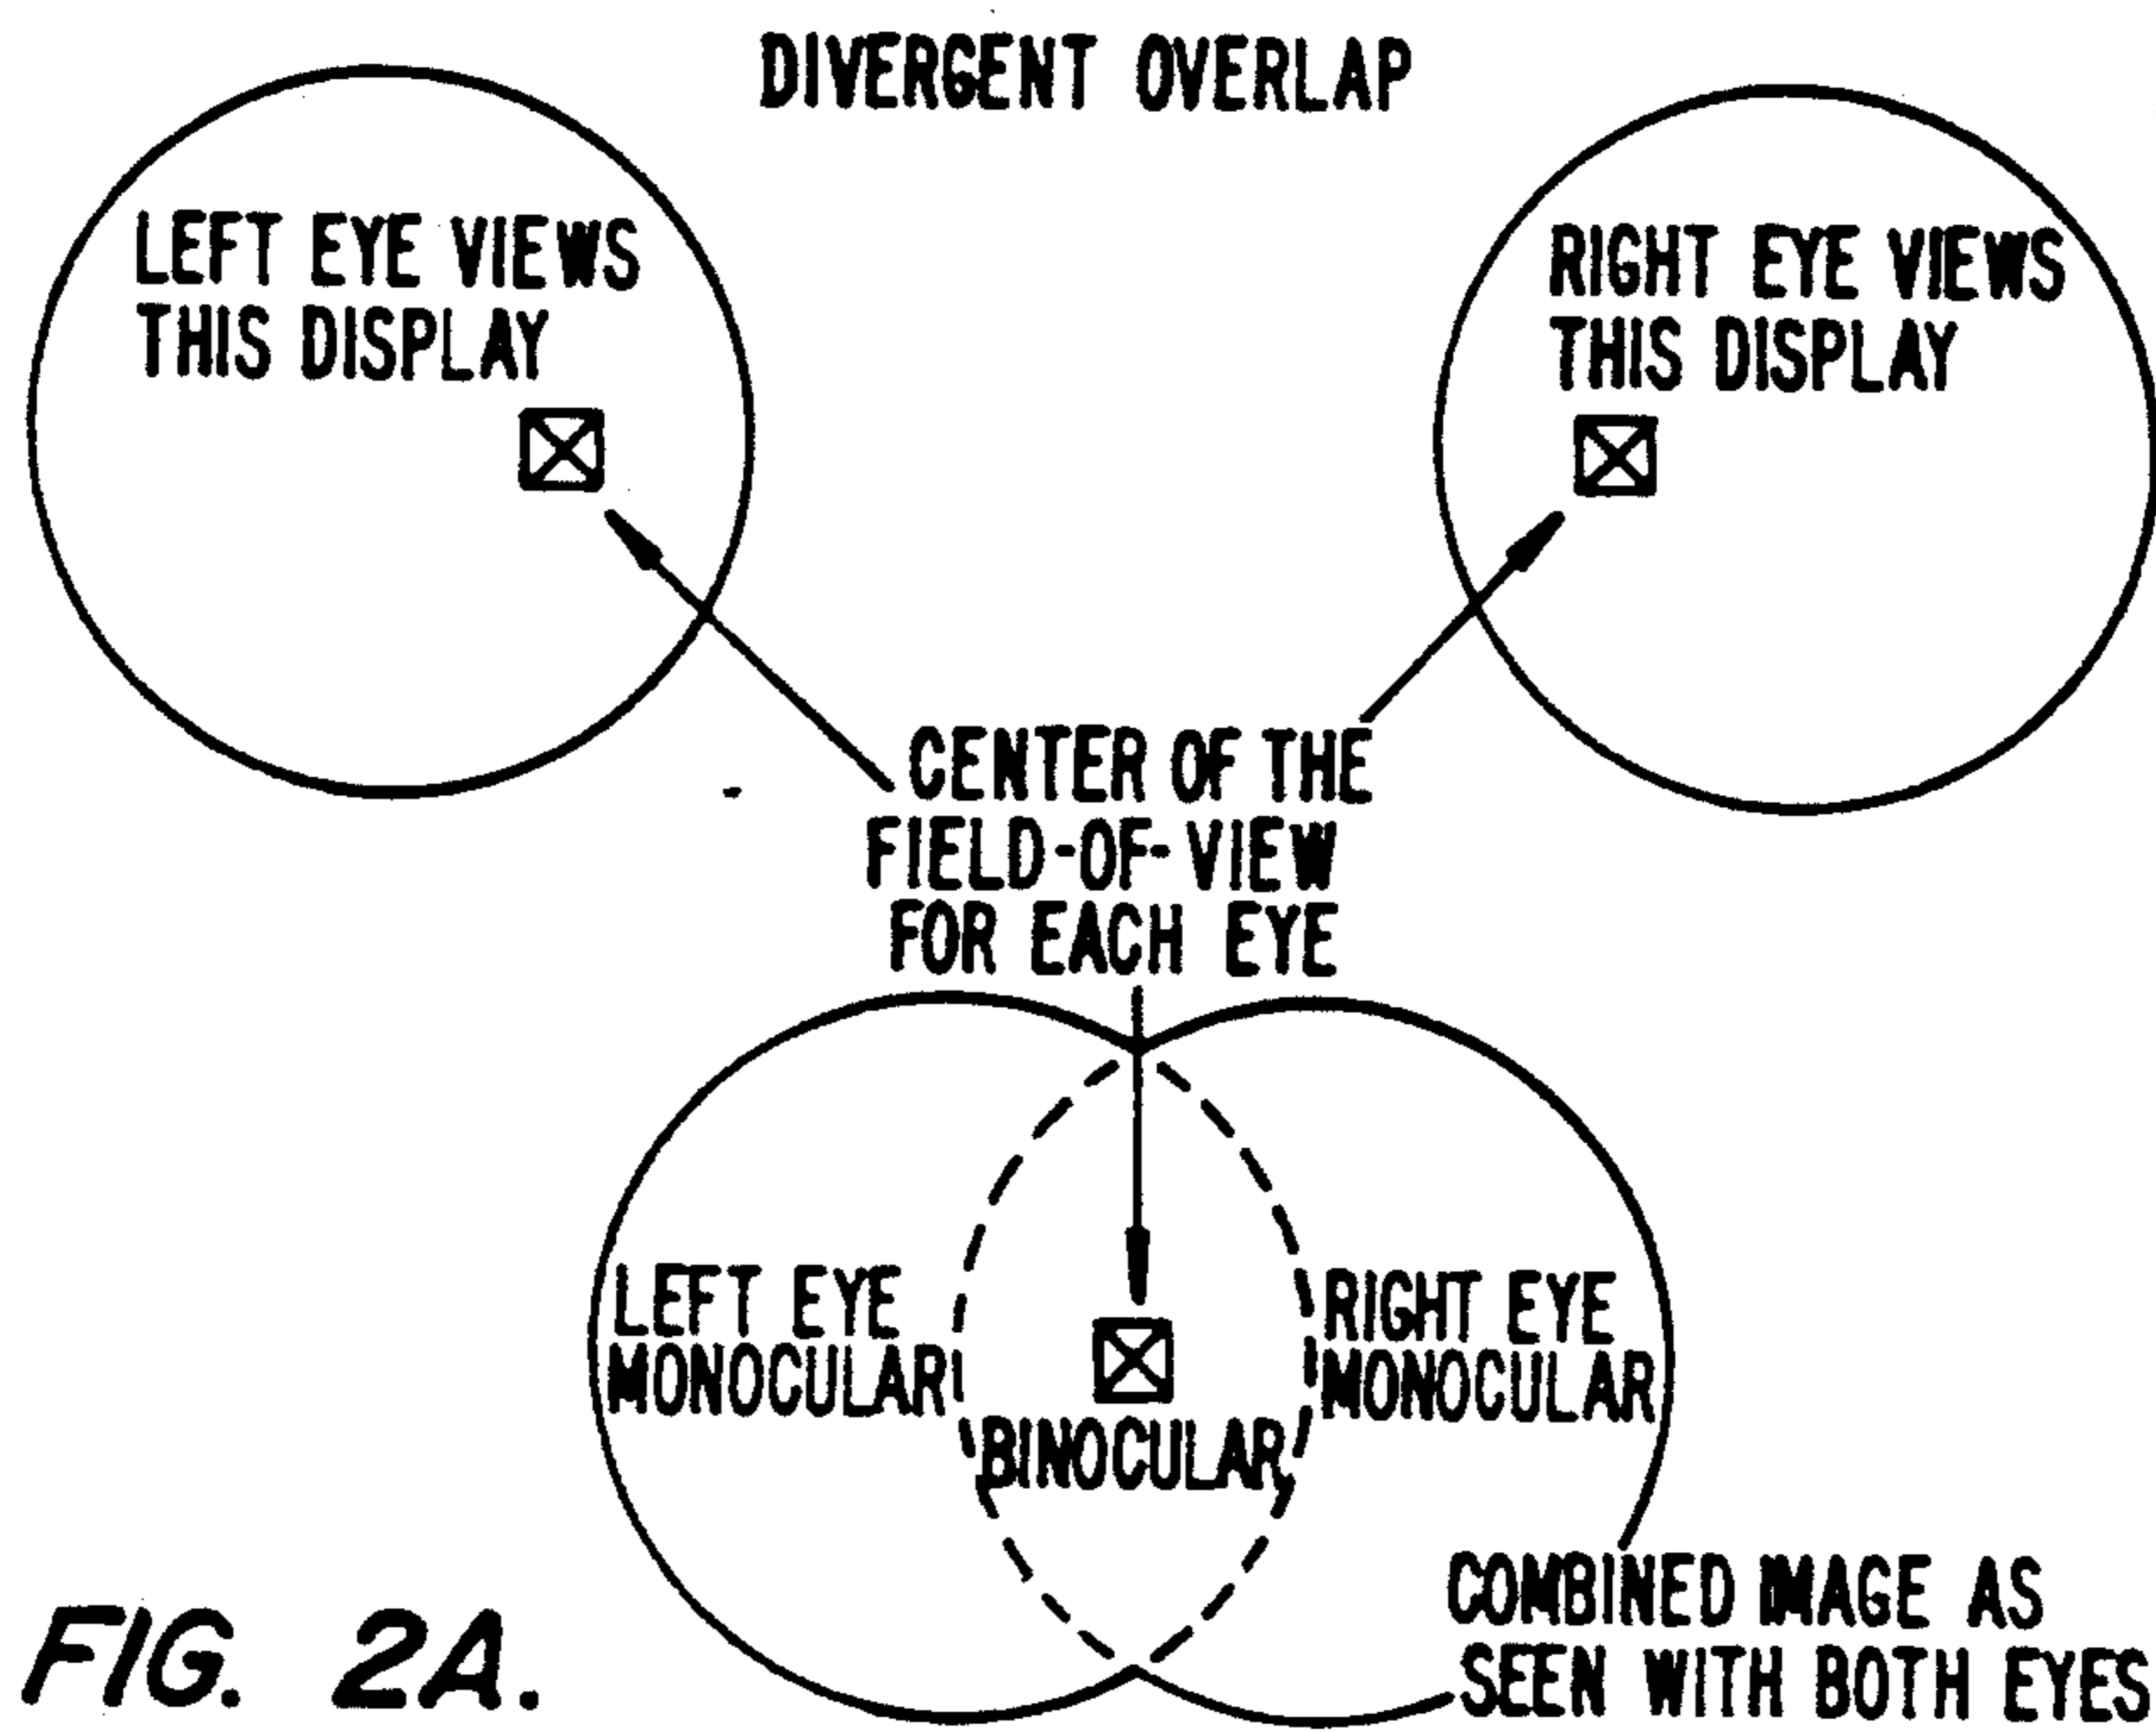 DIVERGENT OVERLAP
LEFT EYE VIEWS
THIS DISPLAY
RIGHT EYE VIEWS
THIS DISPLAY
CENTER OF THE
FIELD-OF-VIEW
FOR EACH EYE
LEFT EYE
MONOCULAR
RIGHT EYE
MONOCULAR
BINOCULAR
COMBINED IMAGE AS
SEEN WITH BOTH EYES
FIG. 2A.